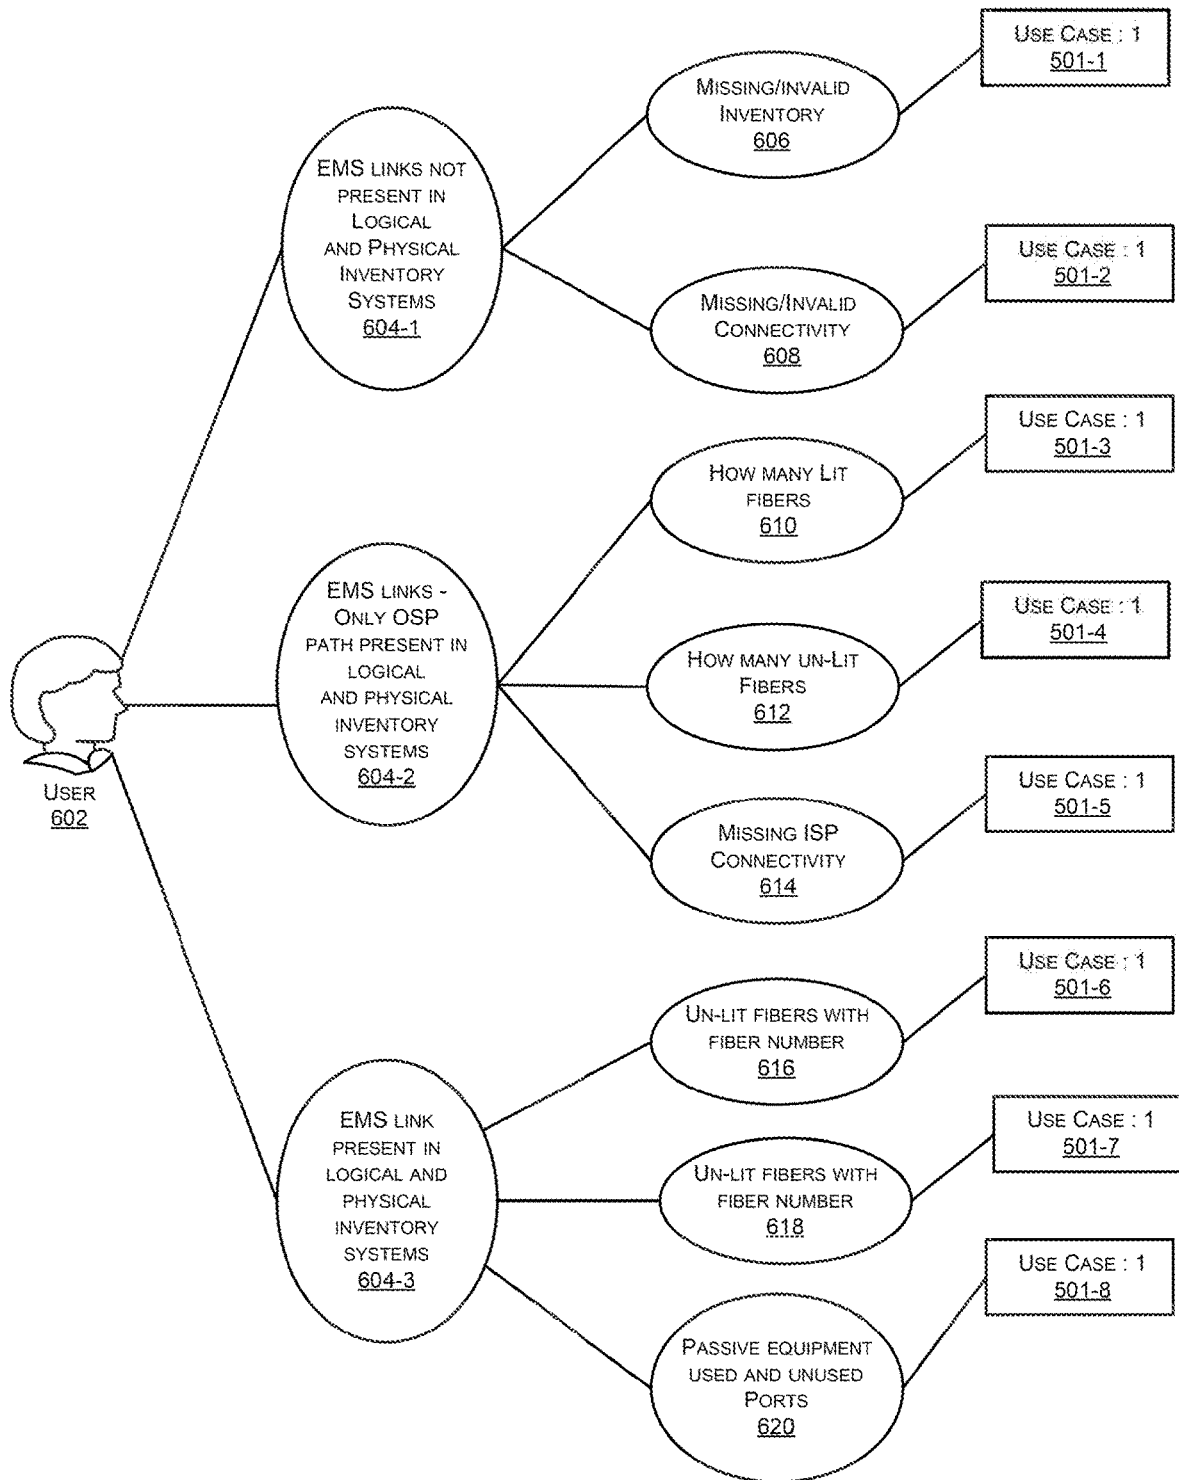 USE CASE : 1
501-1
MISSING/INVALID
INVENTORY
606
EMS LINKS NOT
PRESENT IN
LOGICAL
AND PHYSICAL
INVENTORY
SYSTEMS
604-1
USE CASE : 1
501-2
MISSING/INVALID
CONNECTIVITY
608
USE CASE : 1
501-3
HOW MANY LIT
FIBERS
610
EMS LINKS -
ONLY OSP
PATH PRESENT IN
LOGICAL
AND PHYSICAL
INVENTORY
SYSTEMS
604-2
USE CASE : 1
501-4
HOW MANY UN-LIT
FIBERS
612
USER
602
USE CASE : 1
501-5
MISSING ISP
CONNECTIVITY
614
USE CASE : 1
501-6
UN-LIT FIBERS WITH
FIBER NUMBER
616
EMS LINK
PRESENT IN
LOGICAL AND
PHYSICAL
INVENTORY
SYSTEMS
604-3
USE CASE : 1
501-7
UN-LIT FIBERS WITH
FIBER NUMBER
618
USE CASE : 1
501-8
PASSIVE EQUIPMENT
USED AND UNUSED
PORTS
620